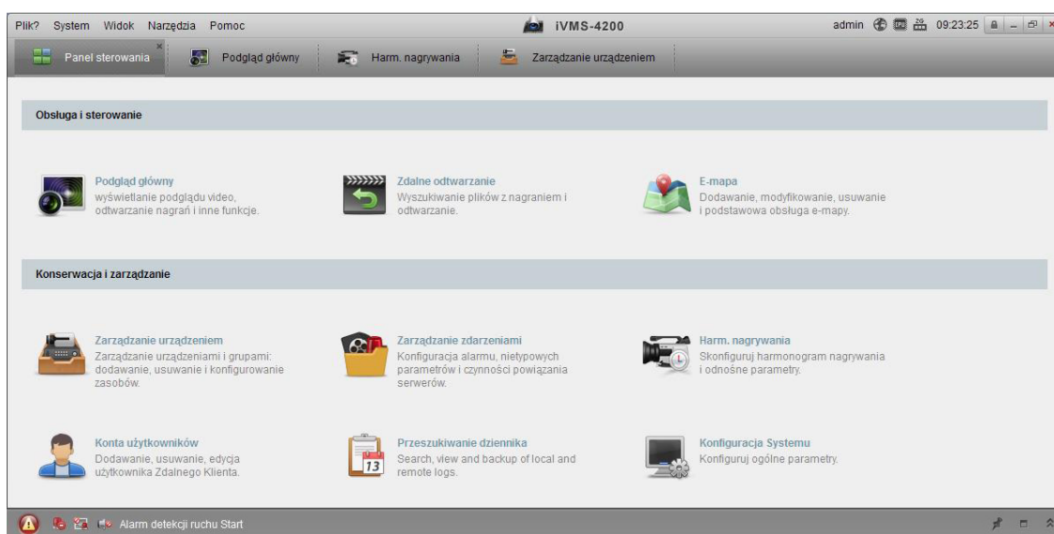 Plik? System Widok Narzędzia Pomoc iVMS-4200 admin 09:23:25
Panel sterowania Podgląd główny Harm. nagrywania Zarządzanie urządzeniem
Obsługa i sterowanie
Podgląd główny
wyświetlanie podglądu video,
odtwarzanie nagrań i inne funkcje.
Zdalne odtwarzanie
Wyszukiwanie plików z nagraniem i
odtwarzanie.
E-mapa
Dodawanie, modyfikowanie, usuwanie
i podstawowa obsługa e-mapy.
Konserwacja i zarządzanie
Zarządzanie urządzeniem
Zarządzanie urządzeniami i grupami:
dodawanie, usuwanie i konfigurowanie
zasobów.
Zarządzanie zdarzeniami
Konfiguracja alarmu, nietypowych
parametrów i czynności powiązania
serwerów.
Harm. nagrywania
Skonfiguruj harmonogram nagrywania
i odnośne parametry.
Konta użytkowników
Dodawanie, usuwanie, edycja
użytkownika Zdalnego Klienta.
13
Przeszukiwanie dziennika
Search, view and backup of local and
remote logs.
Konfiguracja Systemu
Konfiguruj ogólne parametry.
Alarm detekcji ruchu Start